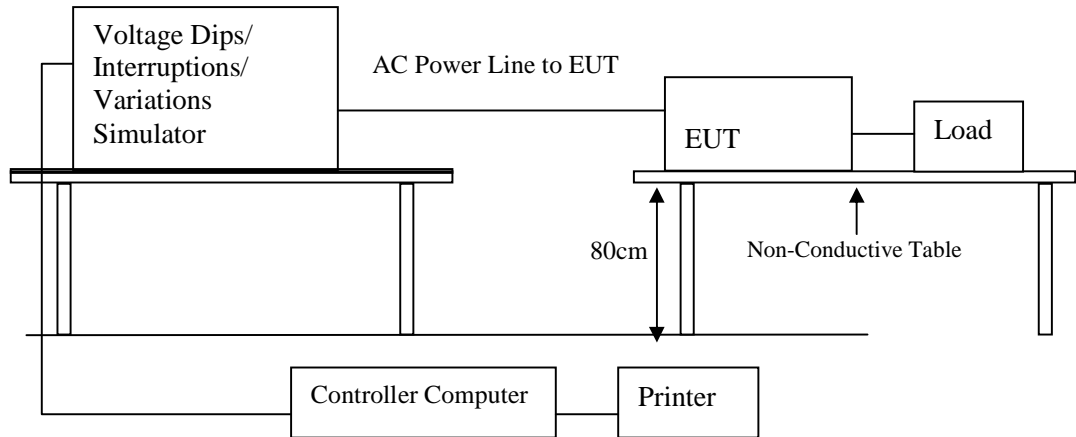 Voltage Dips/
Interruptions/
Variations
Simulator
AC Power Line to EUT
EUT
Load
80cm
Non-Conductive Table
Controller Computer
Printer